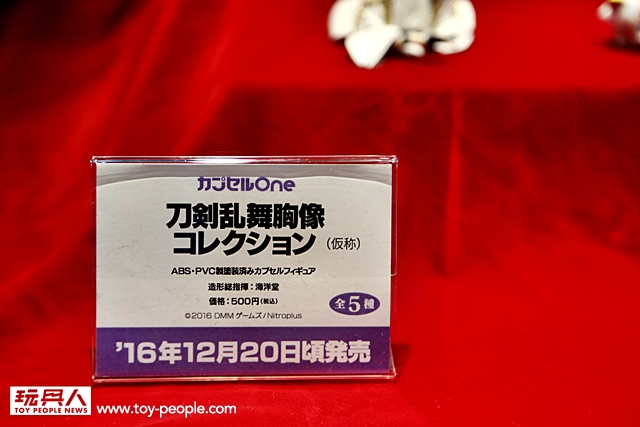 カプセルOne
刀剣乱舞胸像
コレクション（仮称）
ABS・PVC製塗装済みカプセルフィギュア
造形総指揮：海洋堂
価格：500円(税込)
全5種
©2016 DMMゲームズ/Nitroplus
'16年12月20日頃発売
玩具人
TOY PEOPLE NEWS
www.toy-people.com